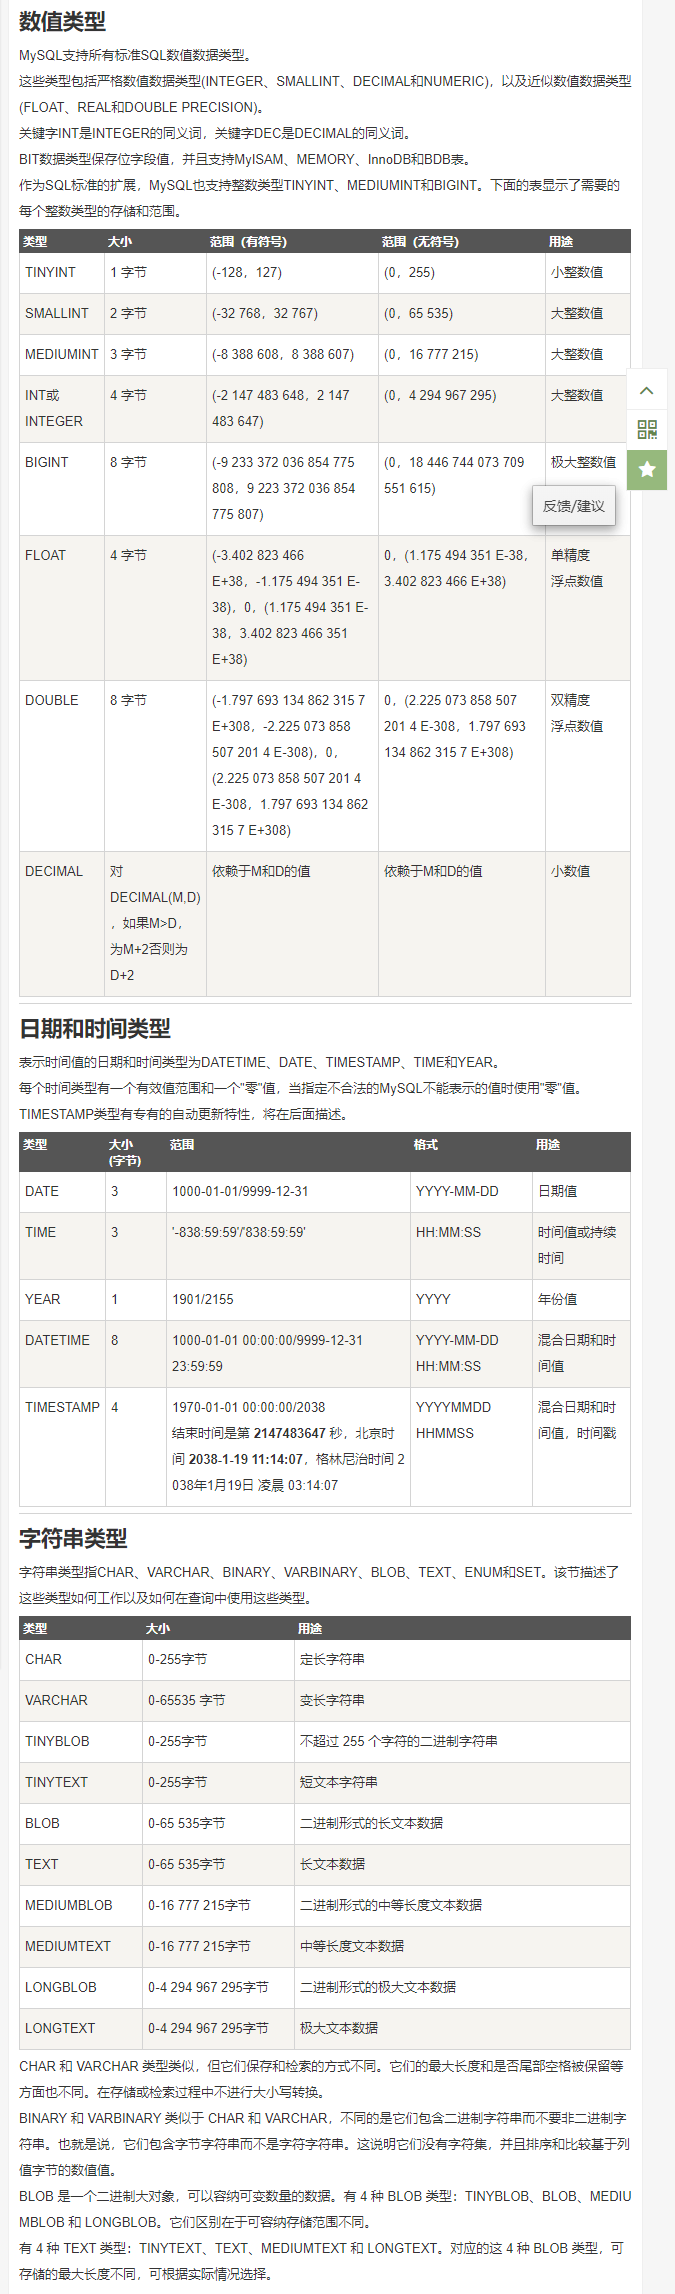 数值类型
MySQL支持所有标准SQL数值数据类型。
这些类型包括严格数值数据类型(INTEGER、SMALLINT、DECIMAL和NUMERIC)，以及近似数值数据类型
(FLOAT、REAL和DOUBLE PRECISION)。
关键字INT是INTEGER的同义词，关键字DEC是DECIMAL的同义词。
BIT数据类型保存位字段值，并且支持MyISAM、MEMORY、InnoDB和BDB表。
作为SQL标准的扩展，MySQL也支持整数类型TINYINT、MEDIUMINT和BIGINT。下面的表显示了需要的
每个整数类型的存储和范围。
类型 大小 范围（有符号） 范围（无符号） 用途
TINYINT 1 字节 (-128，127) (0，255) 小整数值
SMALLINT 2 字节 (-32 768，32 767) (0，65 535) 大整数值
MEDIUMINT 3 字节 (-8 388 608，8 388 607) (0，16 777 215) 大整数值
INT或 4 字节 (-2 147 483 648，2 147 (0，4 294 967 295) 大整数值
INTEGER 483 647)
BIGINT 8 字节 (-9 233 372 036 854 775 (0，18 446 744 073 709 极大整数值
808，9 223 372 036 854 551 615)
775 807)
反馈/建议
FLOAT 4 字节 (-3.402 823 466 0，(1.175 494 351 E-38， 单精度
E+38，-1.175 494 351 E- 3.402 823 466 E+38) 浮点数值
38)，0，(1.175 494 351 E-
38，3.402 823 466 351
E+38)
DOUBLE 8 字节 (-1.797 693 134 862 315 7 0，(2.225 073 858 507 双精度
E+308，-2.225 073 858 201 4 E-308，1.797 693 浮点数值
507 201 4 E-308)，0， 134 862 315 7 E+308)
(2.225 073 858 507 201 4
E-308，1.797 693 134 862
315 7 E+308)
DECIMAL 对 依赖于M和D的值 依赖于M和D的值 小数值
DECIMAL(M,D)
，如果M>D，
为M+2否则为
D+2
日期和时间类型
表示时间值的日期和时间类型为DATETIME、DATE、TIMESTAMP、TIME和YEAR。
每个时间类型有一个有效值范围和一个"零"值，当指定不合法的MySQL不能表示的值时使用"零"值。
TIMESTAMP类型有专有的自动更新特性，将在后面描述。
类型 大小 范围 格式 用途
(字节)
DATE 3 1000-01-01/9999-12-31 YYYY-MM-DD 日期值
TIME 3 '-838:59:59'/'838:59:59' HH:MM:SS 时间值或持续
时间
YEAR 1 1901/2155 YYYY 年份值
DATETIME 8 1000-01-01 00:00:00/9999-12-31 YYYY-MM-DD 混合日期和时
23:59:59 HH:MM:SS 间值
TIMESTAMP 4 1970-01-01 00:00:00/2038 YYYYMMDD 混合日期和时
结束时间是第 2147483647 秒，北京时 HHMMSS 间值，时间戳
间 2038-1-19 11:14:07，格林尼治时间 2
038年1月19日 凌晨 03:14:07
字符串类型
字符串类型指CHAR、VARCHAR、BINARY、VARBINARY、BLOB、TEXT、ENUM和SET。该节描述了
这些类型如何工作以及如何在查询中使用这些类型。
类型 大小 用途
CHAR 0-255字节 定长字符串
VARCHAR 0-65535 字节 变长字符串
TINYBLOB 0-255字节 不超过 255 个字符的二进制字符串
TINYTEXT 0-255字节 短文本字符串
BLOB 0-65 535字节 二进制形式的长文本数据
TEXT 0-65 535字节 长文本数据
MEDIUMBLOB 0-16 777 215字节 二进制形式的中等长度文本数据
MEDIUMTEXT 0-16 777 215字节 中等长度文本数据
LONGBLOB 0-4 294 967 295字节 二进制形式的极大文本数据
LONGTEXT 0-4 294 967 295字节 极大文本数据
CHAR 和 VARCHAR 类型类似，但它们保存和检索的方式不同。它们的最大长度和是否尾部空格被保留等
方面也不同。在存储或检索过程中不进行大小写转换。
BINARY 和 VARBINARY 类似于 CHAR 和 VARCHAR，不同的是它们包含二进制字符串而不要非二进制字
符串。也就是说，它们包含字节字符串而不是字符字符串。这说明它们没有字符集，并且排序和比较基于列
值字节的数值值。
BLOB 是一个二进制大对象，可以容纳可变数量的数据。有 4 种 BLOB 类型：TINYBLOB、BLOB、MEDIU
MBLOB 和 LONGBLOB。它们区别在于可容纳存储范围不同。
有 4 种 TEXT 类型：TINYTEXT、TEXT、MEDIUMTEXT 和 LONGTEXT。对应的这 4 种 BLOB 类型，可
存储的最大长度不同，可根据实际情况选择。